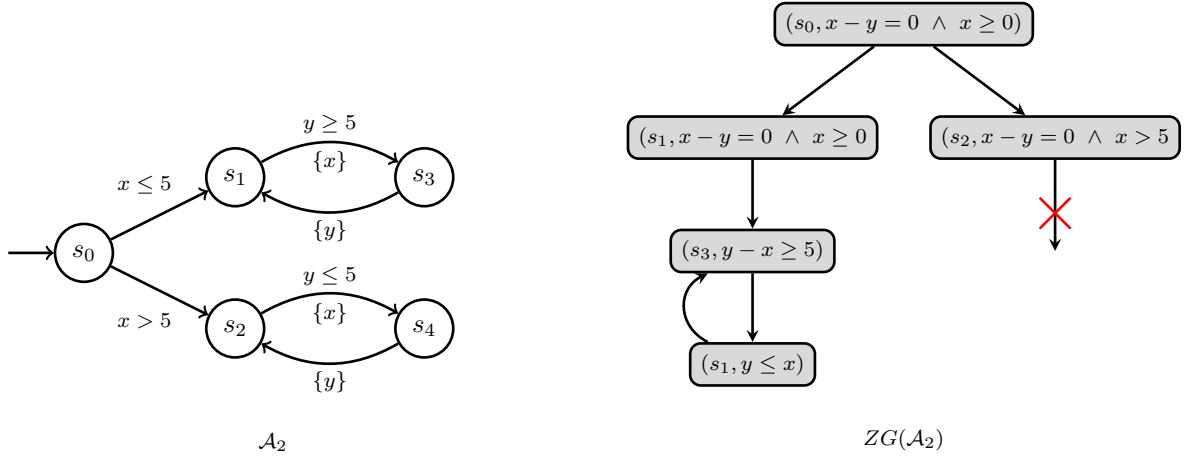 y ≥ 5
{x}
x ≤ 5
s₁
s₃
{y}
s₀
y ≤ 5
{x}
x > 5
s₂
s₄
{y}
𝒜₂
(s₀, x − y = 0 ∧ x ≥ 0)
(s₁, x − y = 0 ∧ x ≥ 0
(s₂, x − y = 0 ∧ x > 5
(s₃, y − x ≥ 5)
(s₁, y ≤ x)
ZG(𝒜₂)